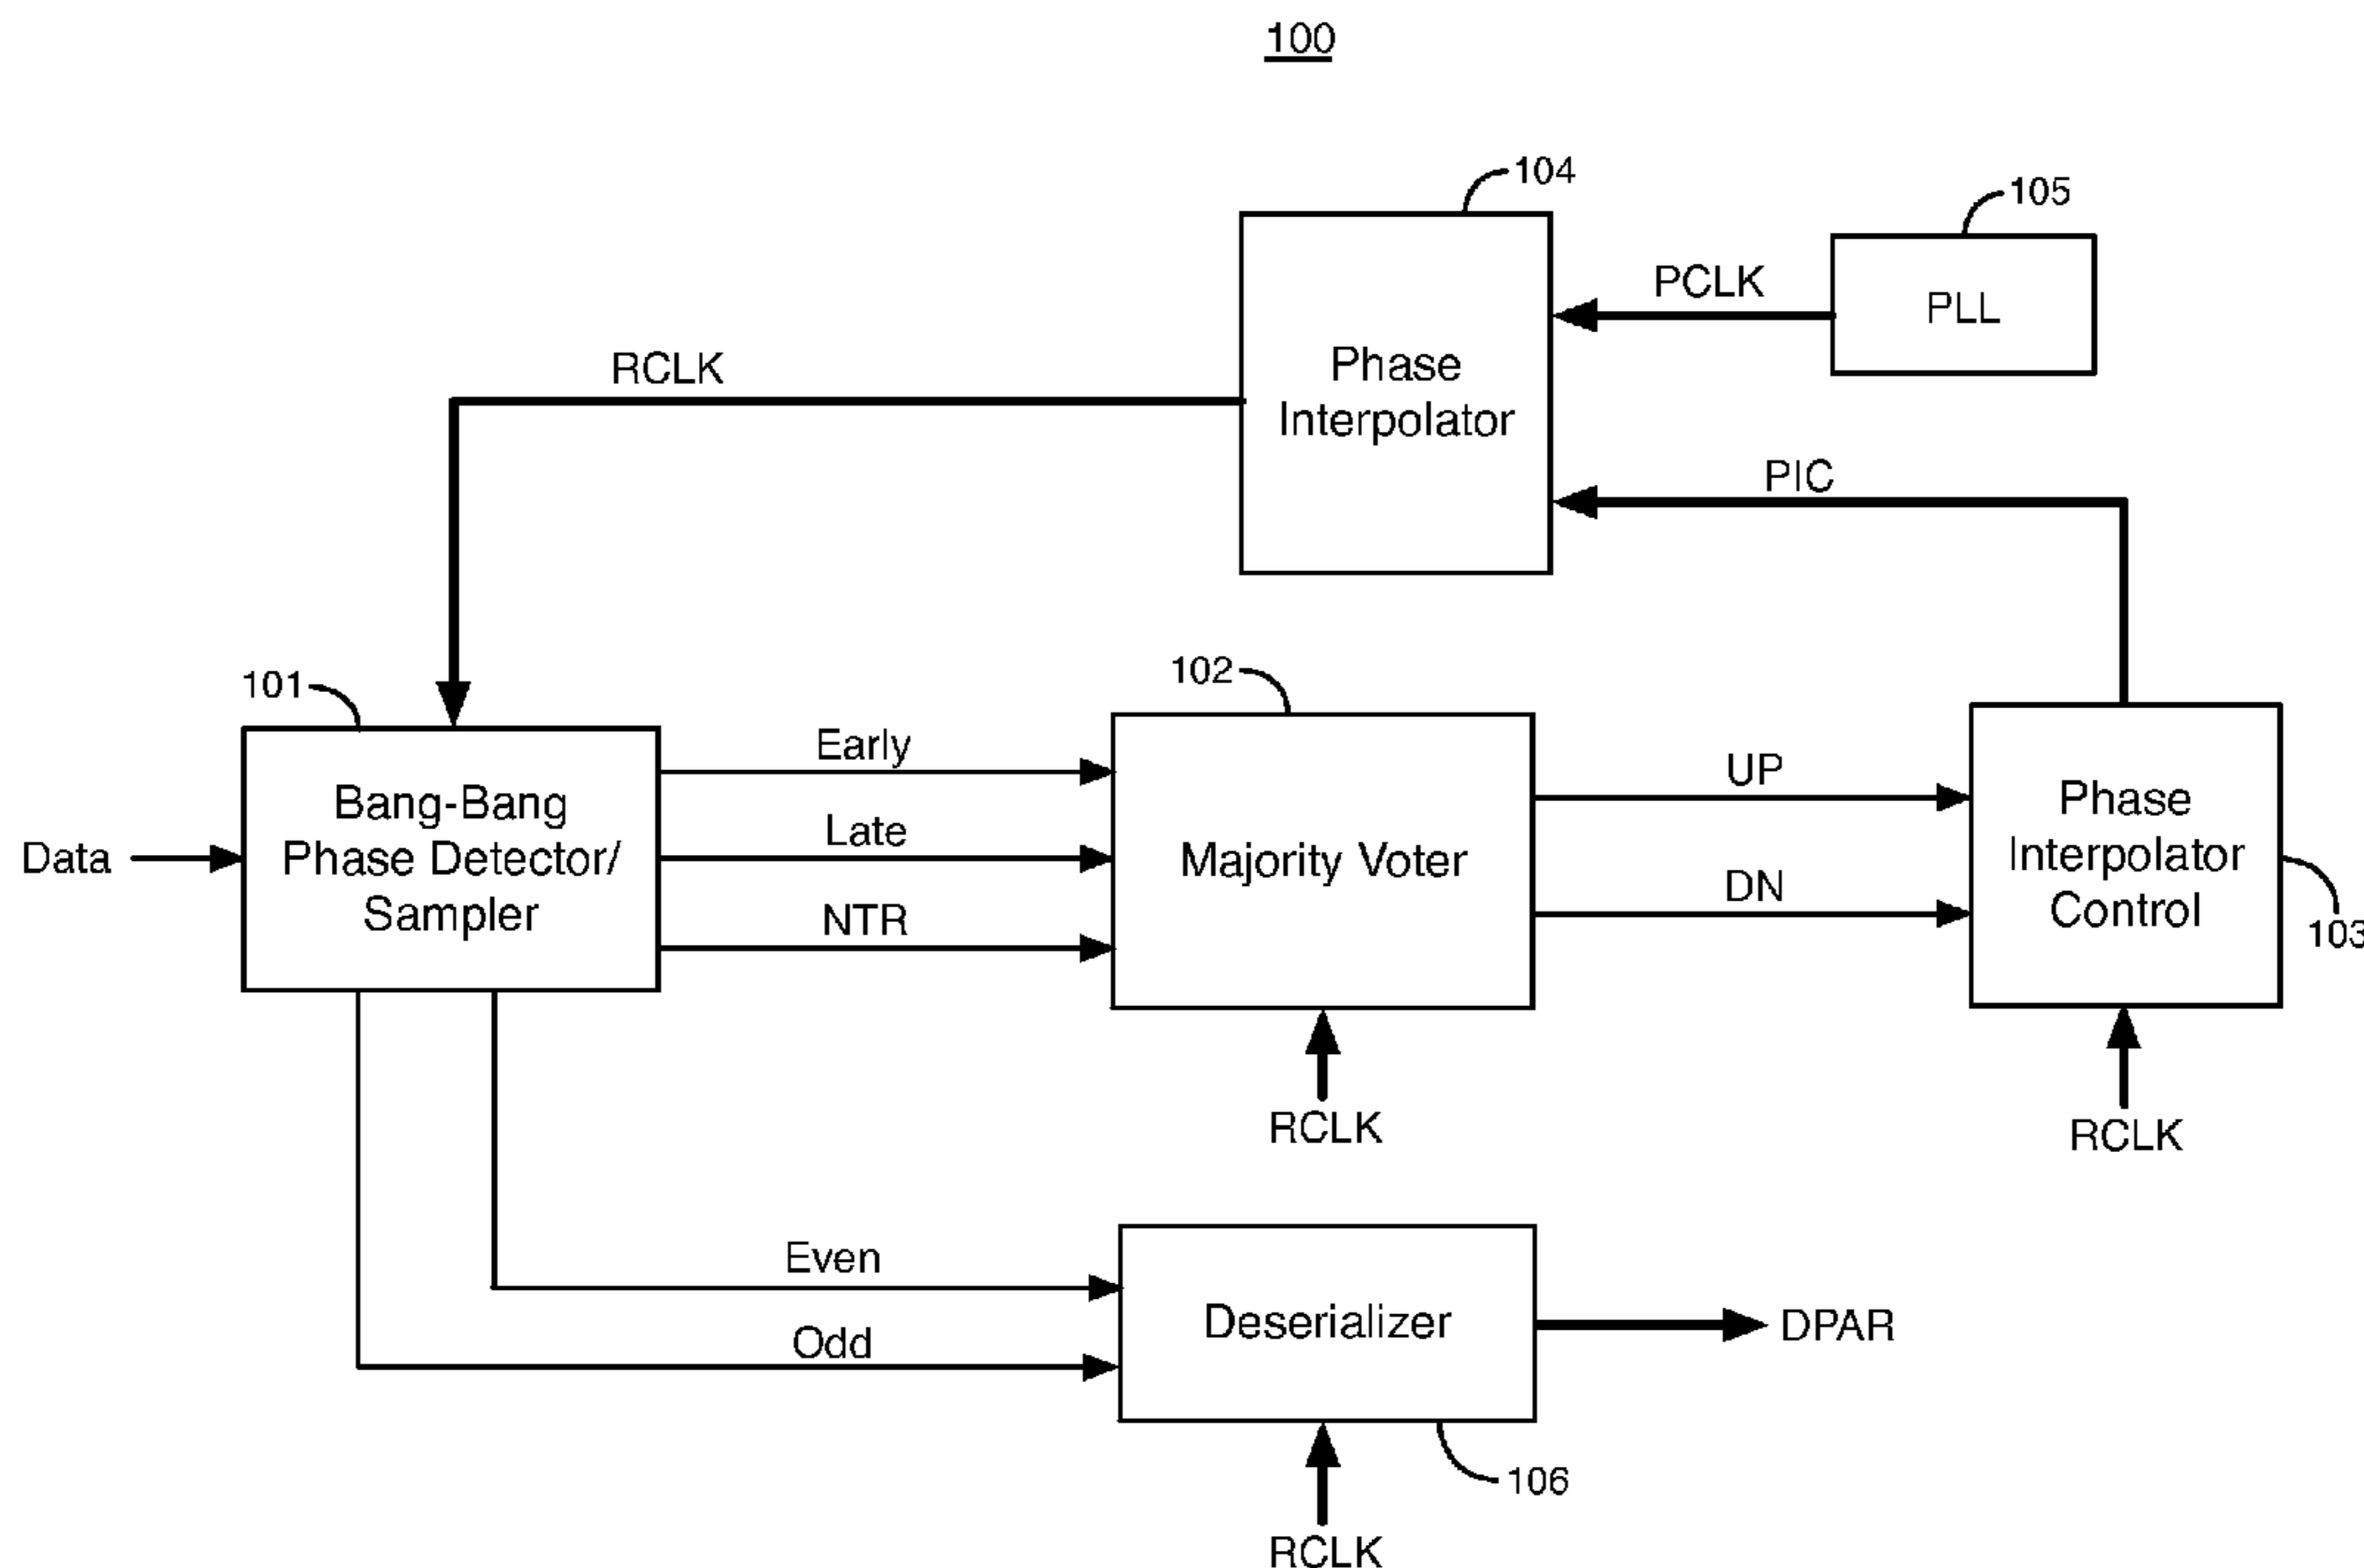 100
104
105
PCLK
PLL
RCLK
Phase
Interpolator
PIC
101
102
Early
Bang-Bang
Phase Detector/
Sampler
Data
Late
NTR
Majority Voter
UP
DN
Phase
Interpolator
Control
103
RCLK
RCLK
Even
Odd
Deserializer
DPAR
106
RCLK